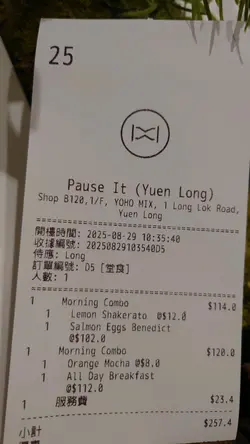 25
Pause It (Yuen Long)
Shop B120,1/F, YOHO MIX, 1 Long Lok Road,
Yuen Long
開檯時間: 2025-08-29 10:35:40
收據編號: 20250829103540D5
侍應: Long
訂單編號: D5 [堂食]
人數: 1
1 Morning Combo $114.0
1 Lemon Shakerato @$12.0
1 Salmon Eggs Benedict
@$102.0
1 Morning Combo $120.0
1 Orange Mocha @$8.0
1 All Day Breakfast
@$112.0
1 服務費 $23.4
小計 $257.4